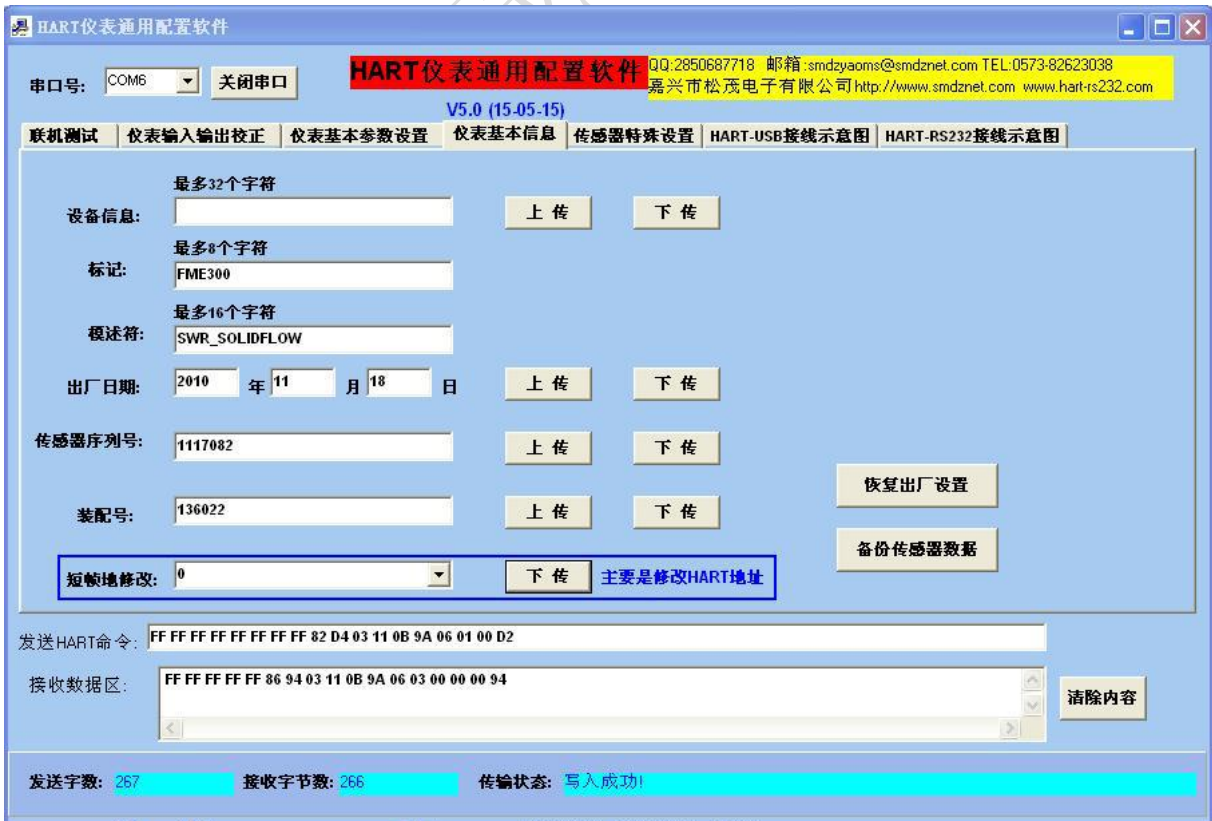 HART仪表通用配置软件
串口号: COM6 关闭串口
HART仪表通用配置软件
QQ:2850687718 邮箱:smdzyaoms@smdznet.com TEL:0573-82623038
嘉兴市松茂电子有限公司http://www.smdznet.com www.hart-rs232.com
V5.0 (15-05-15)
联机测试 仪表输入输出校正 仪表基本参数设置 仪表基本信息 传感器特殊设置 HART-USB接线示意图 HART-RS232接线示意图
最多32个字符
设备信息: 上 传 下 传
最多8个字符
标记: FME300
最多16个字符
模述符: SWR_SOLIDFLOW
出厂日期: 2010 年 11 月 18 日 上 传 下 传
传感器序列号: 1117082 上 传 下 传
恢复出厂设置
装配号: 136022 上 传 下 传
备份传感器数据
短帧地修改: 0 下 传 主要是修改HART地址
发送HART命令: FF FF FF FF FF FF FF FF FF 82 D4 03 11 0B 9A 06 01 00 D2
接收数据区: FF FF FF FF FF 86 94 03 11 0B 9A 06 03 00 00 00 94
清除内容
发送字数: 267 接收字节数: 266 传输状态: 写入成功!